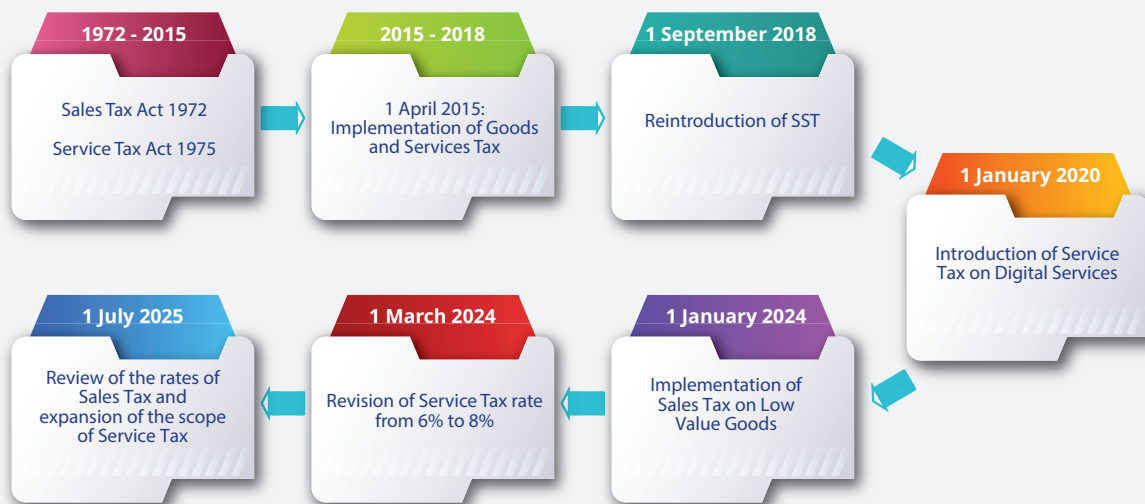 1972 - 2015
Sales Tax Act 1972
Service Tax Act 1975
2015 - 2018
1 April 2015:
Implementation of Goods
and Services Tax
1 September 2018
Reintroduction of SST
1 January 2020
Introduction of Service
Tax on Digital Services
1 January 2024
Implementation of
Sales Tax on Low
Value Goods
1 March 2024
Revision of Service Tax rate
from 6% to 8%
1 July 2025
Review of the rates of
Sales Tax and
expansion of the scope
of Service Tax